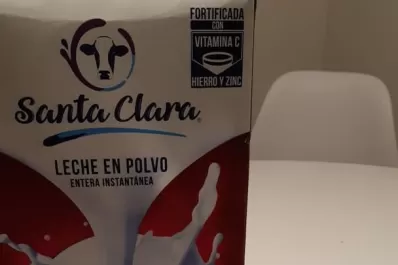 FORTIFICADA
CON
VITAMINA C
HIERRO Y ZINC
Santa Clara®
LECHE EN POLVO
ENTERA INSTANTÁNEA